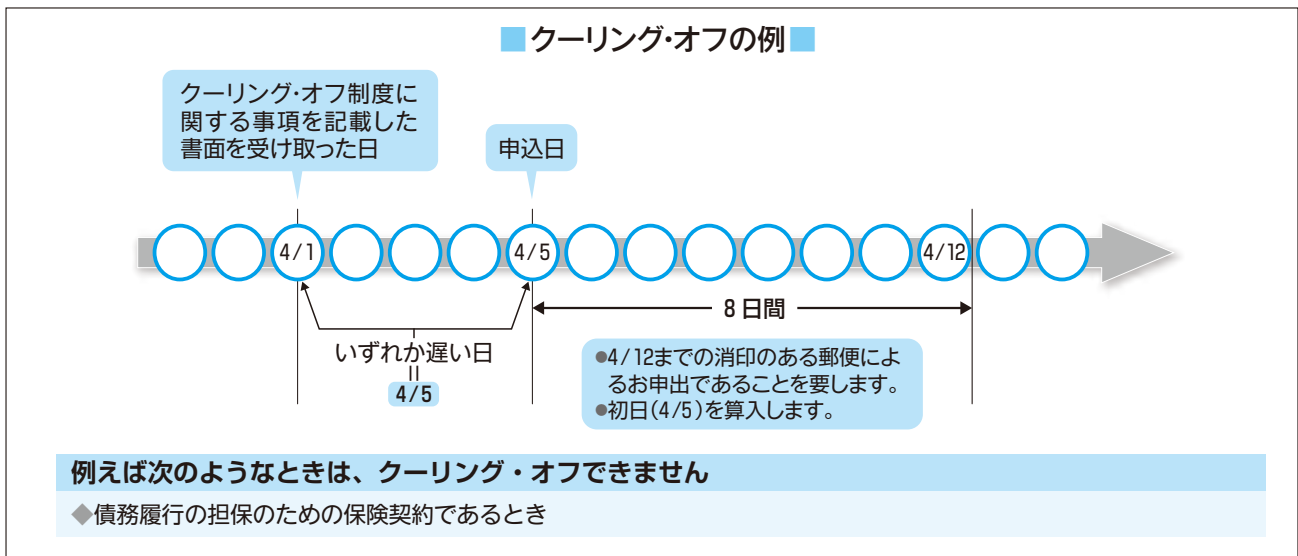 ■クーリング・オフの例■
クーリング・オフ制度に
関する事項を記載した
書面を受け取った日
申込日
4/1
4/5
4/12
8日間
いずれか遅い日
=
4/5
●4/12までの消印のある郵便によ
るお申出であることを要します。
●初日(4/5)を算入します。
例えば次のようなときは、クーリング・オフできません
◆債務履行の担保のための保険契約であるとき